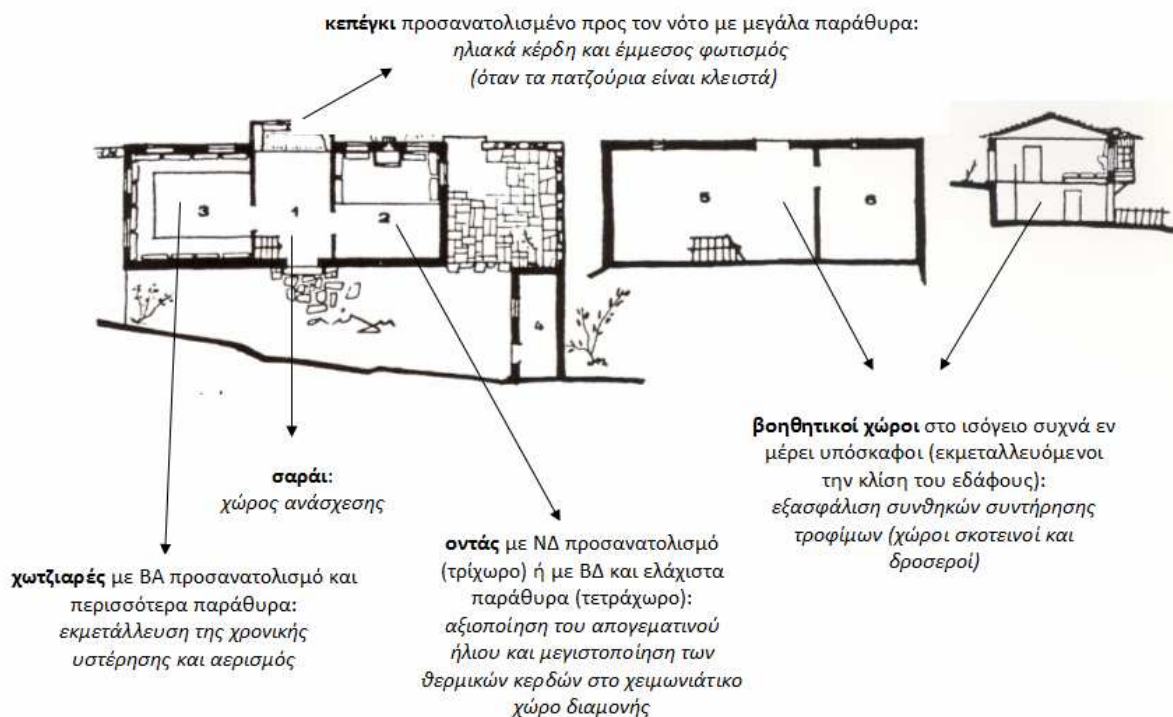 κεπέγκι προσανατολισμένο προς τον νότο με μεγάλα παράθυρα:
ηλιακά κέρδη και έμμεσος φωτισμός
(όταν τα πατζούρια είναι κλειστά)
3
1
2
4
5
6
σαράι:
χώρος ανάσχεσης
χωτζιαρές με ΒΑ προσανατολισμό και
περισσότερα παράθυρα:
εκμετάλλευση της χρονικής
υστέρησης και αερισμός
οντάς με ΝΔ προσανατολισμό
(τρίχωρο) ή με ΒΔ και ελάχιστα
παράθυρα (τετράχωρο):
αξιοποίηση του απογεματινού
ήλιου και μεγιστοποίηση των
θερμικών κερδών στο χειμωνιάτικο
χώρο διαμονής
βοηθητικοί χώροι στο ισόγειο συχνά εν
μέρει υπόσκαφοι (εκμεταλλευόμενοι
την κλίση του εδάφους):
εξασφάλιση συνθηκών συντήρησης
τροφίμων (χώροι σκοτεινοί και
δροσεροί)